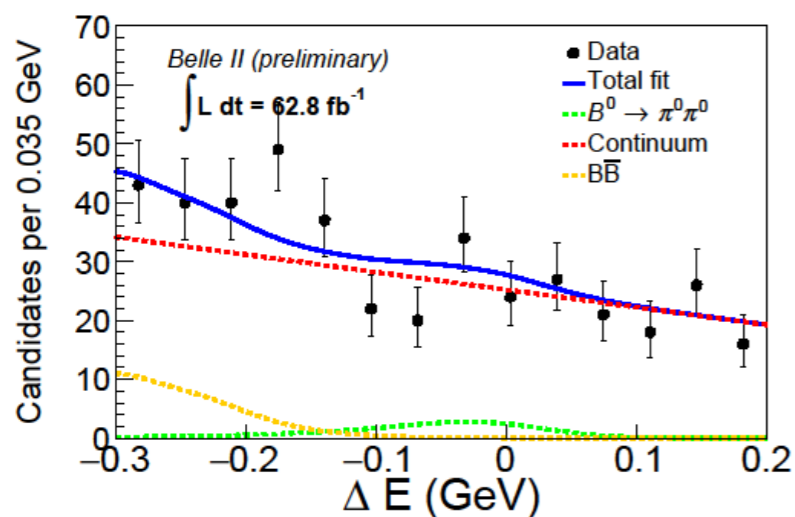 70
60
50
40
30
20
10
0
Candidates per 0.035 GeV
Belle II (preliminary)
∫L dt = 62.8 fb⁻¹
Data
Total fit
B⁰ → π⁰π⁰
Continuum
BB̅
−0.3 −0.2 −0.1 0 0.1 0.2
Δ E (GeV)